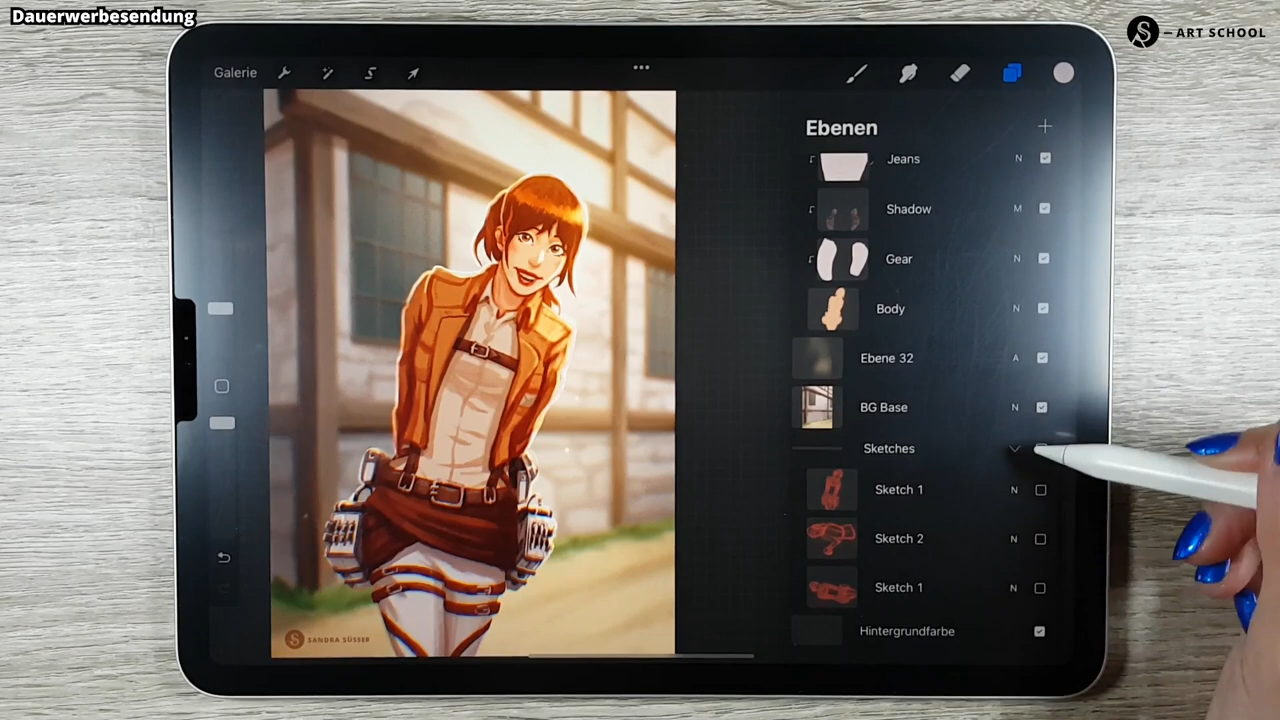 Dauerwerbesendung
– ART SCHOOL
Galerie
Ebenen
Jeans N
Shadow M
Gear N
Body N
Ebene 32 A
BG Base N
Sketches
Sketch 1 N
Sketch 2 N
Sketch 1 N
Hintergrundfarbe
S SANDRA SÜSSER